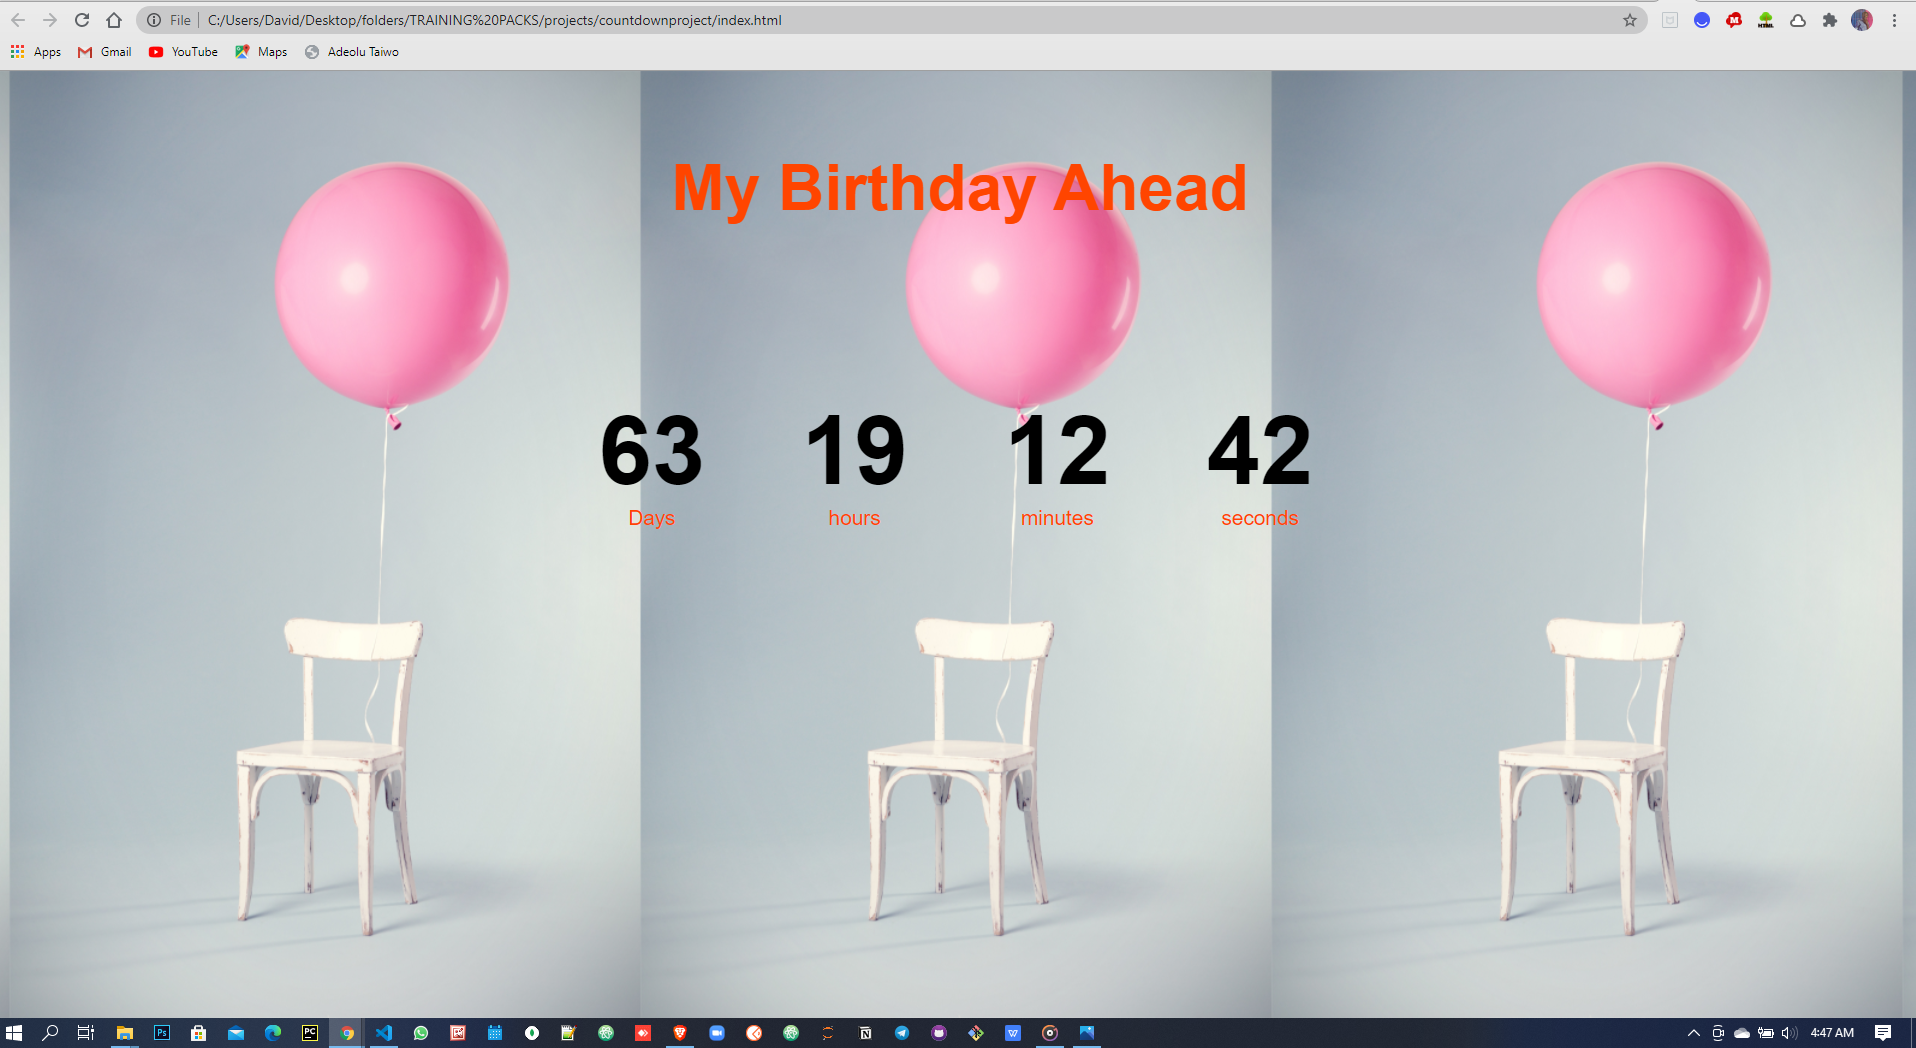 File C:/Users/David/Desktop/folders/TRAINING%20PACKS/projects/countdownproject/index.html
Apps Gmail YouTube Maps Adeolu Taiwo
My Birthday Ahead
63 19 12 42
Days hours minutes seconds
4:47 AM